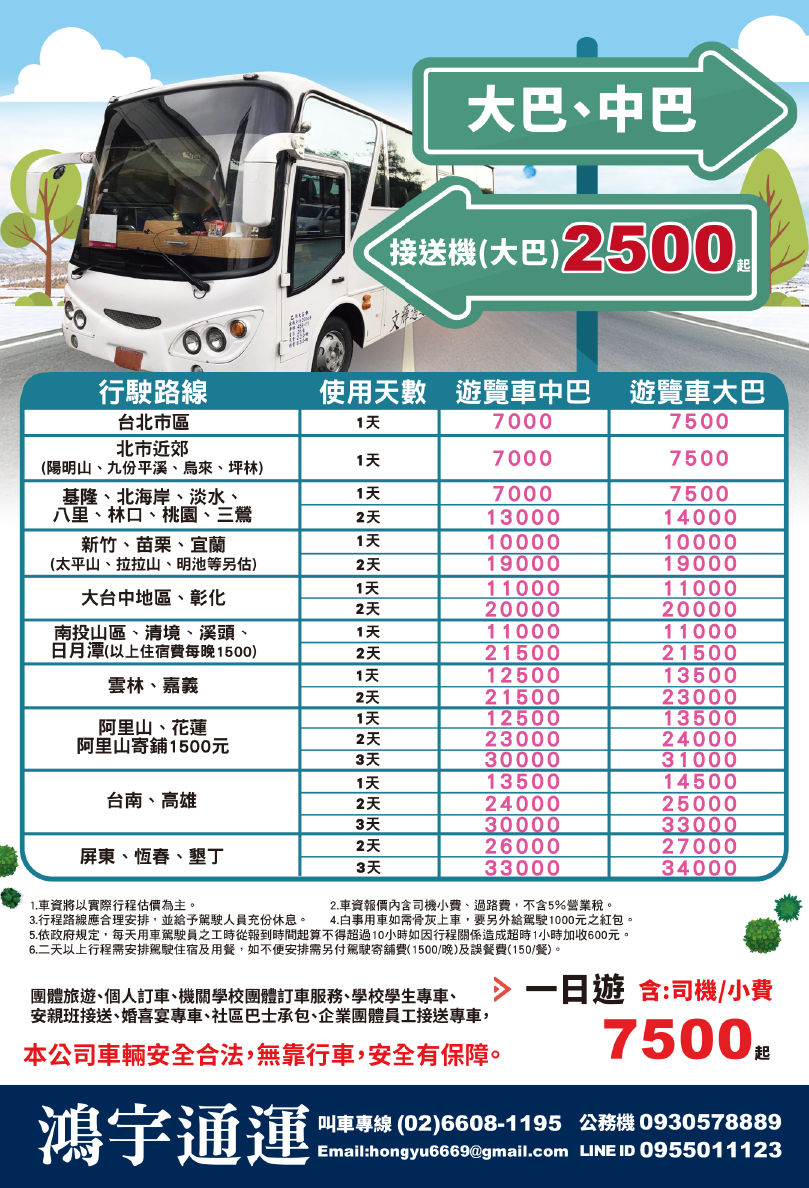 大巴、中巴
接送機(大巴)2500起
行駛路線 使用天數 遊覽車中巴 遊覽車大巴
台北市區 1天 7000 7500
北市近郊
(陽明山、九份平溪、烏來、坪林) 1天 7000 7500
基隆、北海岸、淡水、 1天 7000 7500
八里、林口、桃園、三鶯 2天 13000 14000
新竹、苗栗、宜蘭 1天 10000 10000
(太平山、拉拉山、明池等另估) 2天 19000 19000
大台中地區、彰化 1天 11000 11000
2天 20000 20000
南投山區、清境、溪頭、 1天 11000 11000
日月潭(以上住宿費每晚1500) 2天 21500 21500
雲林、嘉義 1天 12500 13500
2天 21500 23000
阿里山、花蓮 1天 12500 13500
阿里山寄鋪1500元 2天 23000 24000
3天 30000 31000
台南、高雄 1天 13500 14500
2天 24000 25000
3天 30000 33000
屏東、恆春、墾丁 2天 26000 27000
3天 33000 34000
1.車資將以實際行程估價為主。 2.車資報價內含司機小費、過路費，不含5%營業稅。
3.行程路線應合理安排，並給予駕駛人員充份休息。 4.白事用車如需骨灰上車，要另外給駕駛1000元之紅包。
5.依政府規定，每天用車駕駛員之工時從報到時間起算不得超過10小時如因行程關係造成超時1小時加收600元。
6.二天以上行程需安排駕駛住宿及用餐，如不便安排需另付駕駛寄鋪費(1500/晚)及誤餐費(150/餐)。
團體旅遊、個人訂車、機關學校團體訂車服務、學校學生專車、
安親班接送、婚喜宴專車、社區巴士承包、企業團體員工接送專車，
本公司車輛安全合法，無靠行車，安全有保障。
一日遊 含:司機/小費
7500起
鴻宇通運
叫車專線 (02)6608-1195 公務機 0930578889
Email:hongyu6669@gmail.com LINE ID 0955011123